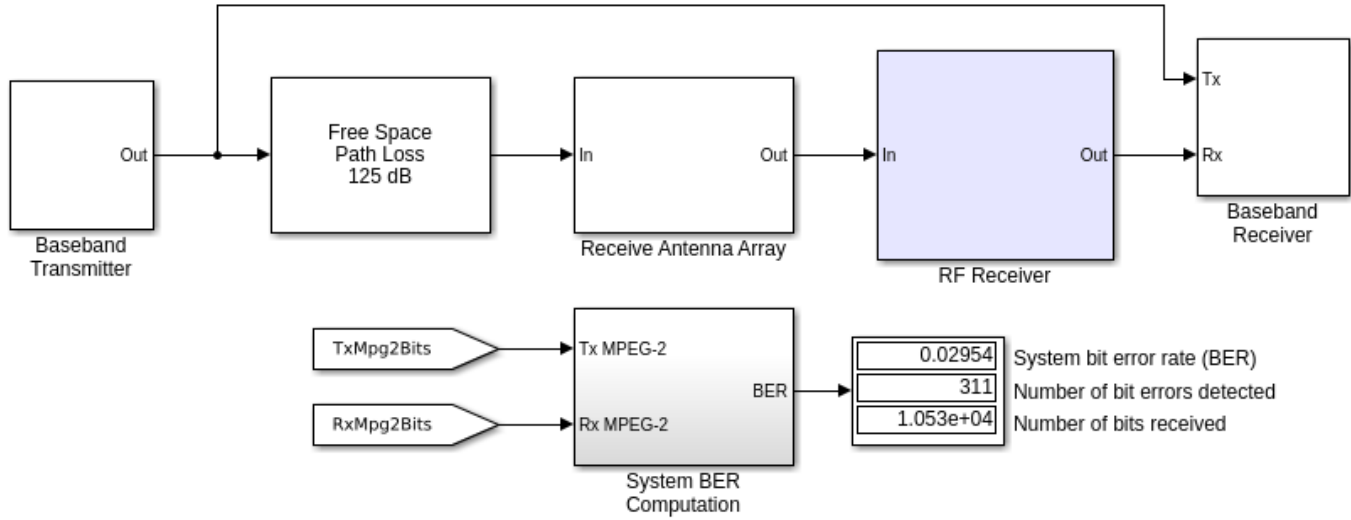 Out
Baseband
Transmitter
Free Space
Path Loss
125 dB
In
Out
Receive Antenna Array
In
Out
RF Receiver
Tx
Rx
Baseband
Receiver
TxMpg2Bits
RxMpg2Bits
Tx MPEG-2
Rx MPEG-2
BER
System BER
Computation
0.02954 System bit error rate (BER)
311 Number of bit errors detected
1.053e+04 Number of bits received